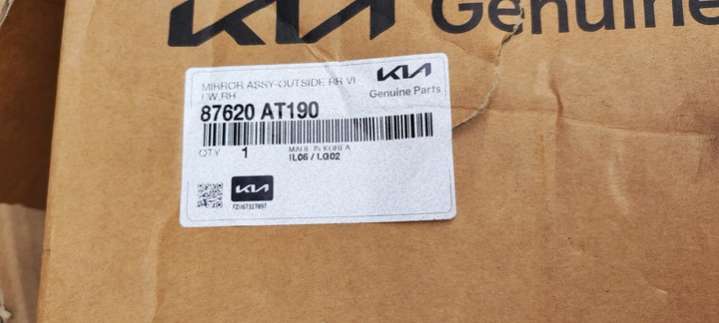 KIA Genuine
MIRROR ASSY-OUTSIDE RR VI
EW,RH
KIA
Genuine Parts
87620 AT190
QTY 1 MADE IN KOREA
IL06 / LG02
KIA